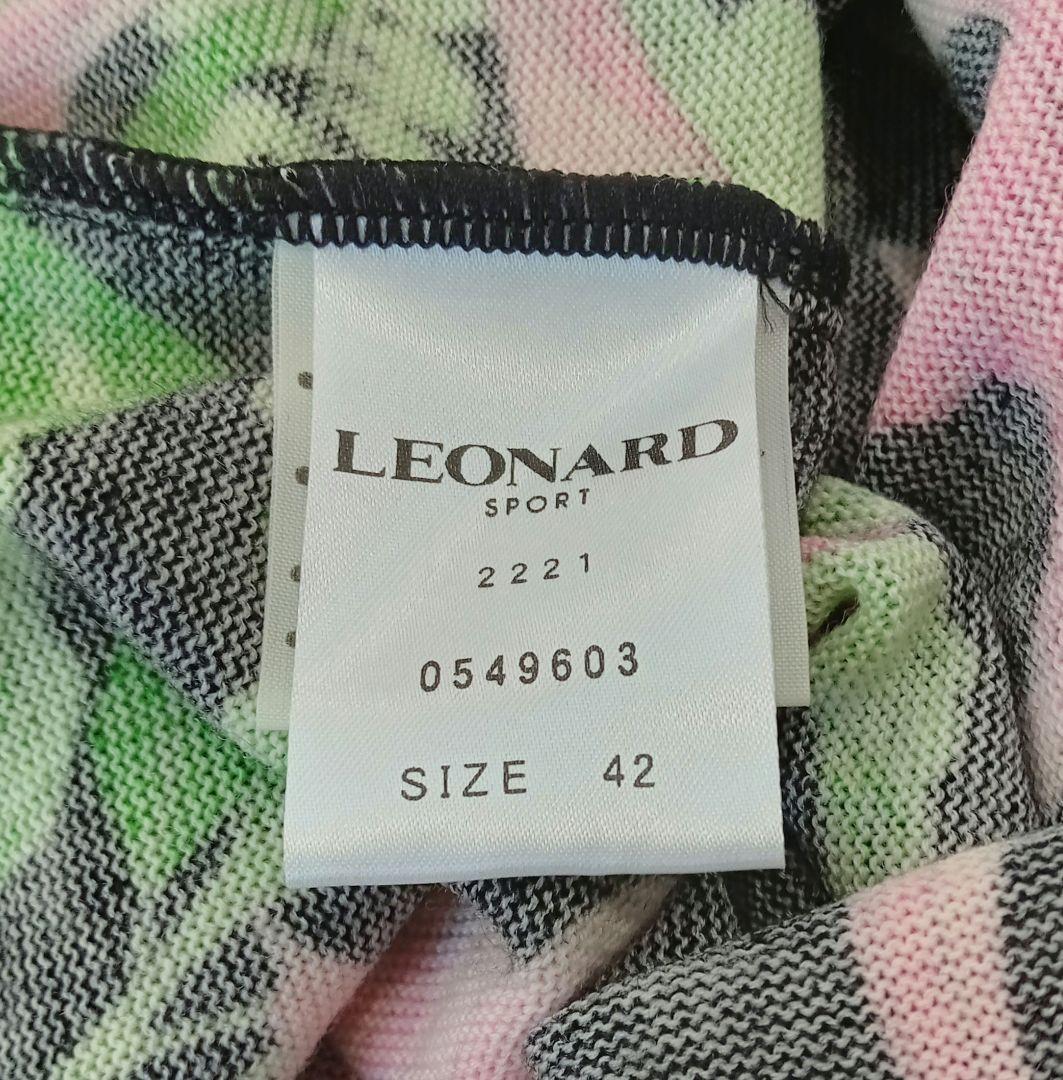 LEONARD
SPORT
2221
0549603
SIZE 42